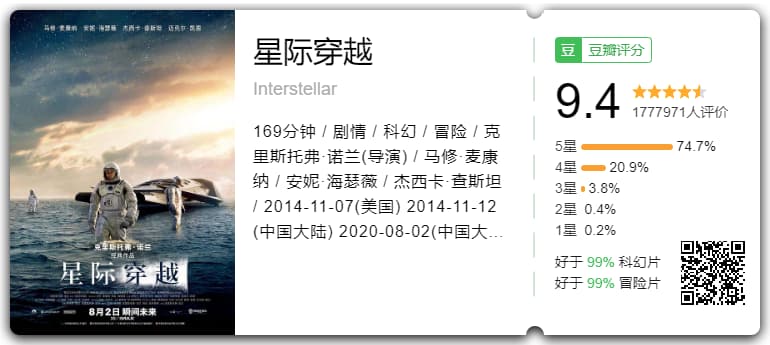 马修·麦康纳 安妮·海瑟薇 杰西卡·查斯坦 迈克尔·凯恩
克里斯托弗·诺兰
经典作品
星际穿越
8月2日 瞬间未来
星际穿越
Interstellar
169分钟 / 剧情 / 科幻 / 冒险 / 克
里斯托弗·诺兰(导演) / 马修·麦康
纳 / 安妮·海瑟薇 / 杰西卡·查斯坦
/ 2014-11-07(美国) 2014-11-12
(中国大陆) 2020-08-02(中国大...
豆 豆瓣评分
9.4
1777971人评价
5星 74.7%
4星 20.9%
3星 3.8%
2星 0.4%
1星 0.2%
好于 99% 科幻片
好于 99% 冒险片